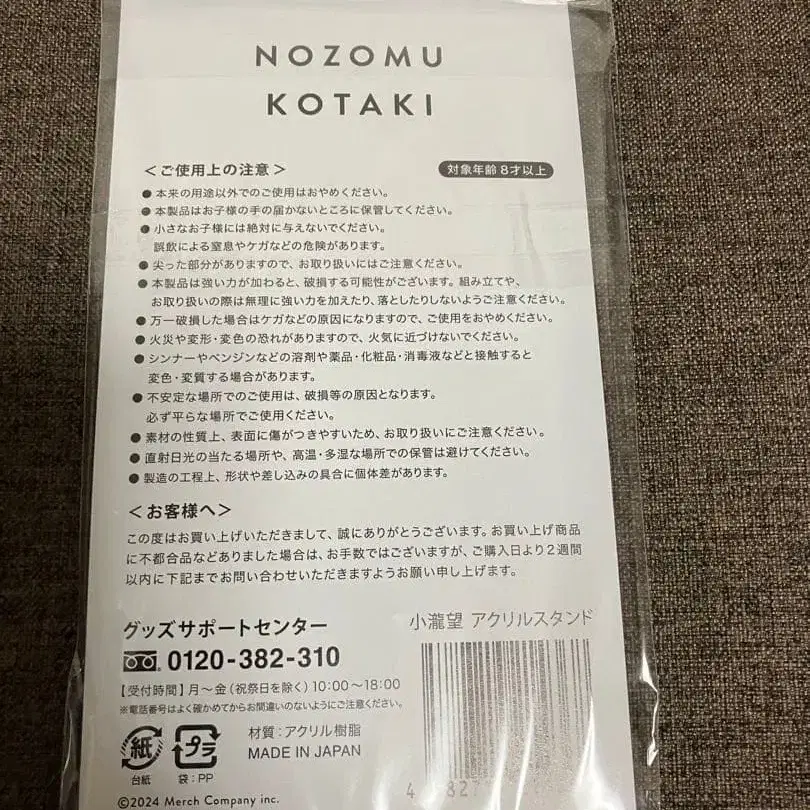 NOZOMU
KOTAKI
＜ご使用上の注意＞
対象年齢8才以上
●本来の用途以外でのご使用はおやめください。
●本製品はお子様の手の届かないところに保管してください。
●小さなお子様には絶対に与えないでください。
誤飲による窒息やケガなどの危険があります。
●尖った部分がありますので、お取り扱いにはご注意ください。
●本製品は強い力が加わると、破損する可能性がございます。組み立てや、
お取り扱いの際は無理に強い力を加えたり、落としたりしないようご注意ください。
●万一破損した場合はケガなどの原因になりますので、ご使用をおやめください。
●火災や変形・変色の恐れがありますので、火気に近づけないでください。
●シンナーやベンジンなどの溶剤や薬品・化粧品・消毒液などと接触すると
変色・変質する場合があります。
●不安定な場所でのご使用は、破損等の原因となります。
必ず平らな場所でご使用ください。
●素材の性質上、表面に傷がつきやすいため、お取り扱いにご注意ください。
●直射日光の当たる場所や、高温・多湿な場所での保管は避けてください。
●製造の工程上、形状や差し込みの具合に個体差があります。
＜お客様へ＞
この度はお買い上げいただきまして、誠にありがとうございます。お買い上げ商品
に不都合品などありました場合は、お手数ではございますが、ご購入日より2週間
以内に下記までお問い合わせいただきますようお願い申し上げます。
グッズサポートセンター
0120-382-310
【受付時間】月～金（祝祭日を除く）10:00～18:00
※電話番号はよく確かめてからお間違いのないようにご注意ください。
小瀧望 アクリルスタンド
紙
台紙
プラ
袋：PP
材質：アクリル樹脂
MADE IN JAPAN
4 827
©2024 Merch Company inc.